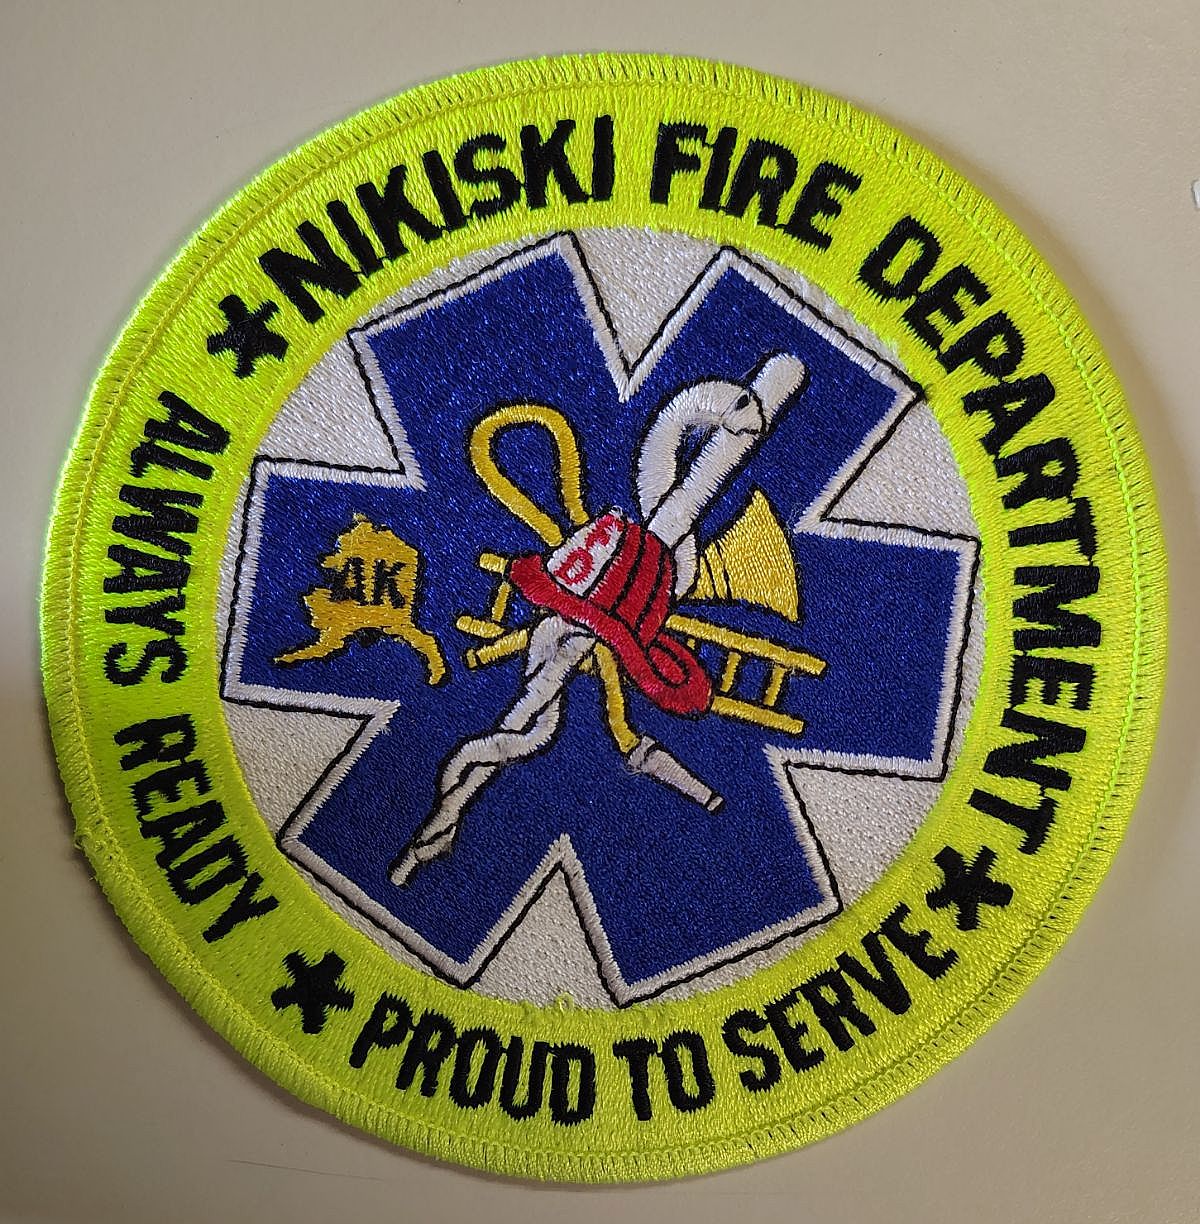 NIKISKI FIRE DEPARTMENT
ALWAYS READY
PROUD TO SERVE
AK